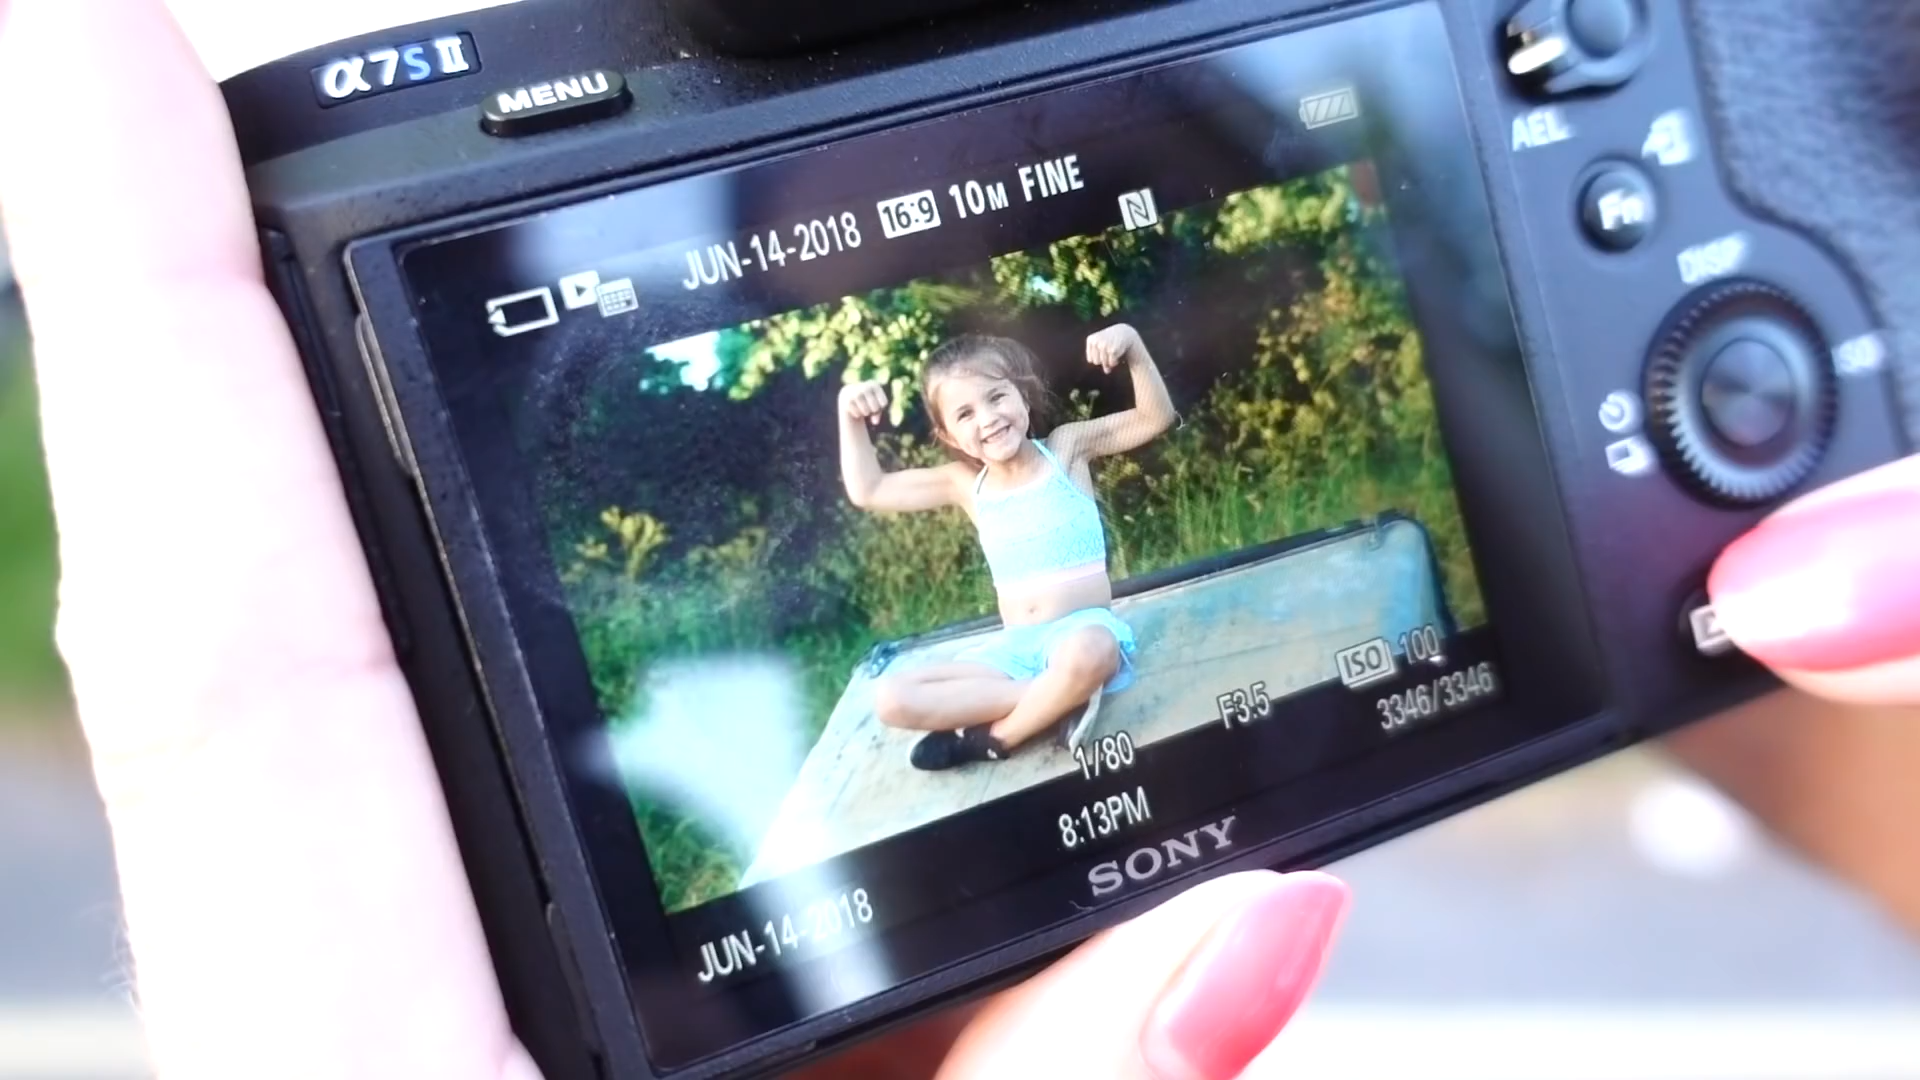 α7SII
MENU
JUN-14-2018 16:9 10M FINE
N
AEL
Fn
DISP
ISO
ISO 100
F3.5
3346/3346
1/80
8:13PM
SONY
JUN-14-2018